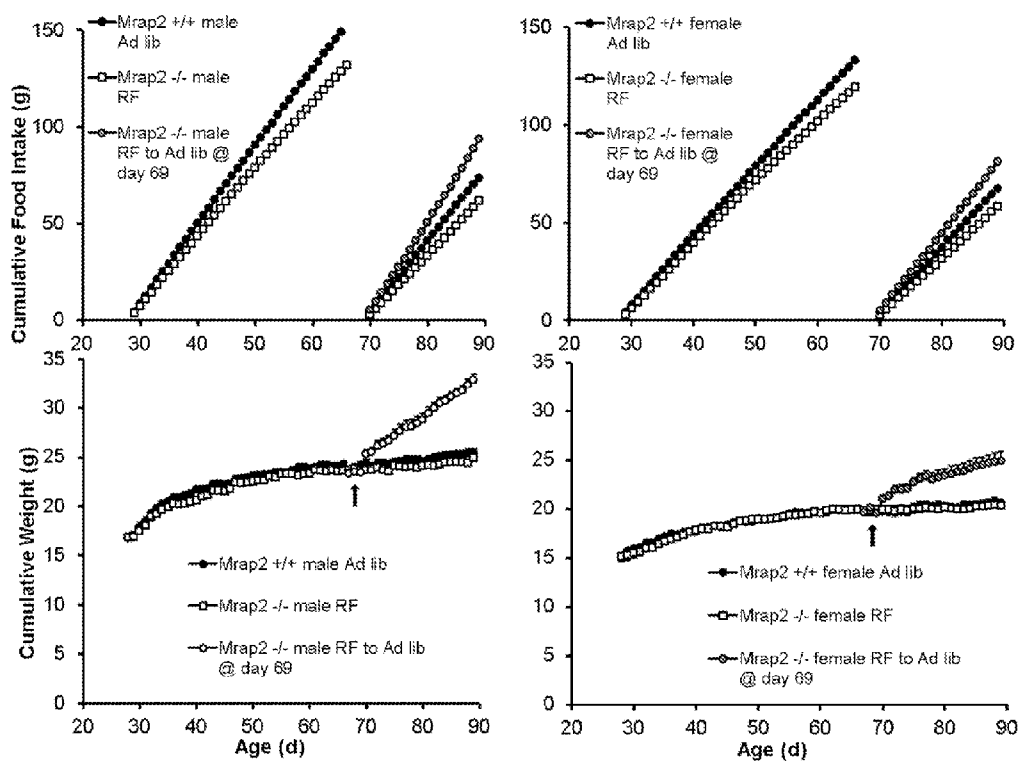 Mrap2 +/+ male
Ad lib
Mrap2 -/- male
RF
Mrap2 -/- male
RF to Ad lib @
day 69
Cumulative Food Intake (g)
150
100
50
0
20 30 40 50 60 70 80 90
Mrap2 +/+ female
Ad lib
Mrap2 -/- female
RF
Mrap2 -/- female
RF to Ad lib @
day 69
150
100
50
0
20 30 40 50 60 70 80 90
Cumulative Weight (g)
35
30
25
20
15
10
5
0
Mrap2 +/+ male Ad lib
Mrap2 -/- male RF
Mrap2 -/- male RF to Ad lib
@ day 69
20 30 40 50 60 70 80 90
Age (d)
35
30
25
20
15
10
5
0
Mrap2 +/+ female Ad lib
Mrap2 -/- female RF
Mrap2 -/- female RF to Ad lib
@ day 69
20 30 40 50 60 70 80 90
Age (d)